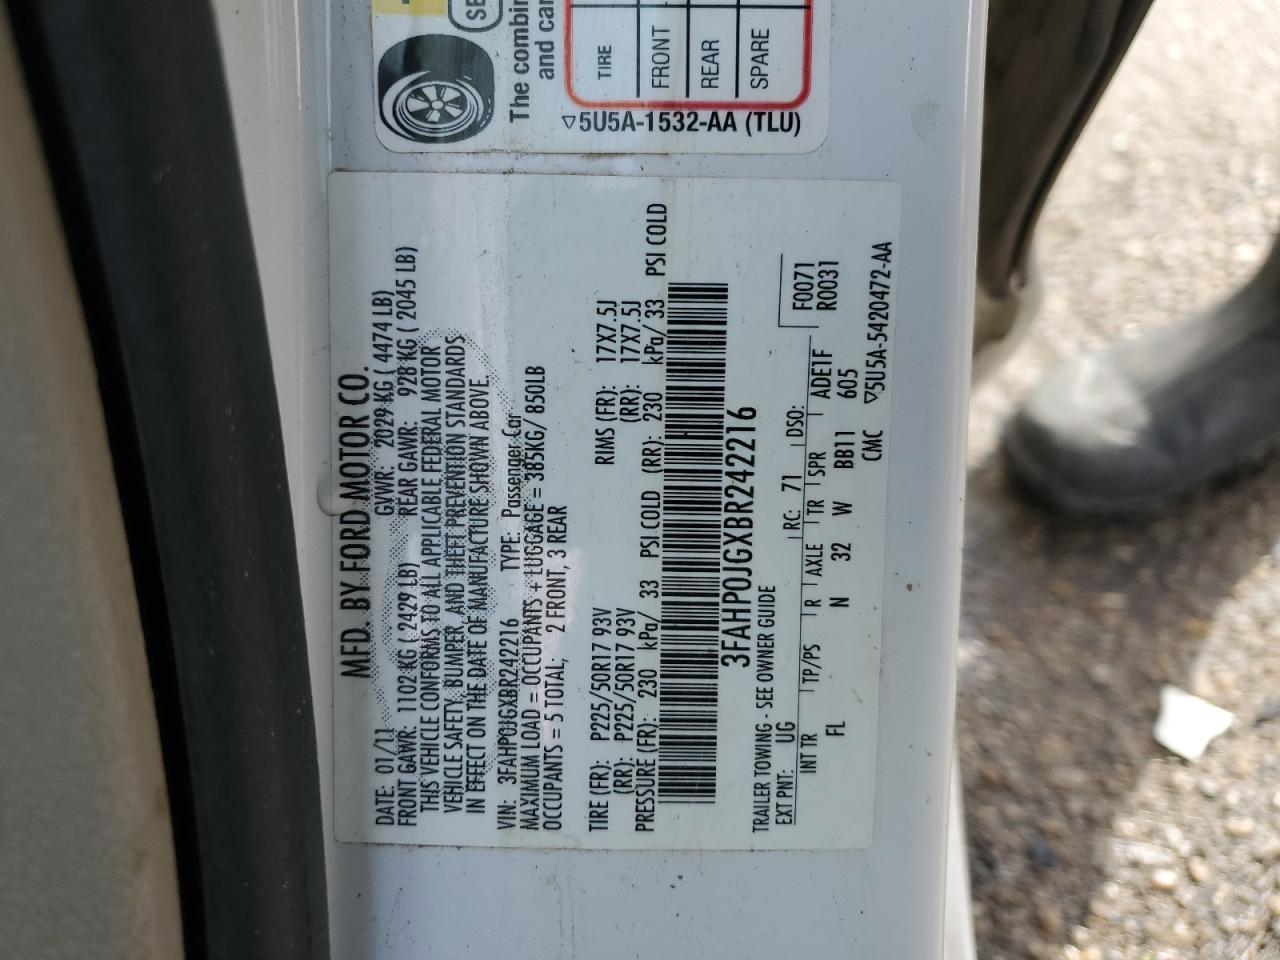 SE
The combin
and car
TIRE
FRONT
REAR
SPARE
▽5U5A-1532-AA (TLU)
MFD. BY FORD MOTOR CO.
DATE: 01/11 GVWR: 2029 KG ( 4474 LB)
FRONT GAWR: 1102 KG ( 2429 LB) REAR GAWR: 928 KG ( 2045 LB)
THIS VEHICLE CONFORMS TO ALL APPLICABLE FEDERAL MOTOR
VEHICLE SAFETY, BUMPER, AND THEFT PREVENTION STANDARDS
IN EFFECT ON THE DATE OF MANUFACTURE SHOWN ABOVE.
VIN: 3FAHP0JGXBR242216 TYPE: Passenger Car
MAXIMUM LOAD = OCCUPANTS + LUGGAGE = 385KG/ 850LB
OCCUPANTS = 5 TOTAL, 2 FRONT, 3 REAR
TIRE (FR): P225/50R17 93V RIMS (FR): 17X7.5J
(RR): P225/50R17 93V (RR): 17X7.5J
PRESSURE (FR): 230 kPa/ 33 PSI COLD (RR): 230 kPa/ 33 PSI COLD
3FAHP0JGXBR242216
TRAILER TOWING - SEE OWNER GUIDE
EXT PNT: UG RC: 71 DSO: F0071
R0031
INT TR TP/PS R AXLE TR SPR ADE1F
FL N 32 W BB11 605
CMC ▽5U5A-5420472-AA